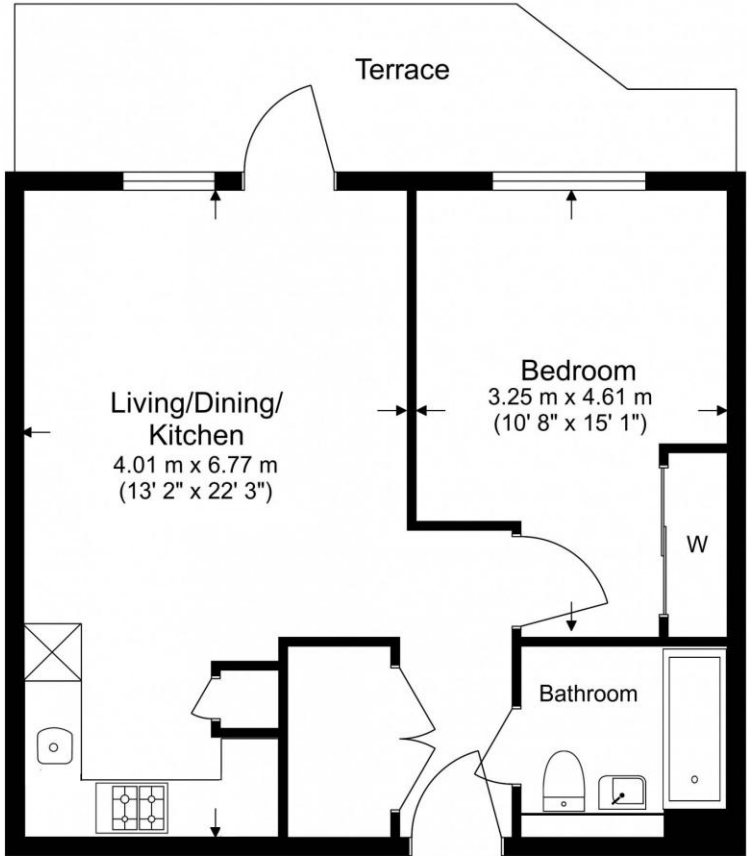 Terrace
Living/Dining/
Kitchen
4.01 m x 6.77 m
(13' 2" x 22' 3")
Bedroom
3.25 m x 4.61 m
(10' 8" x 15' 1")
W
Bathroom